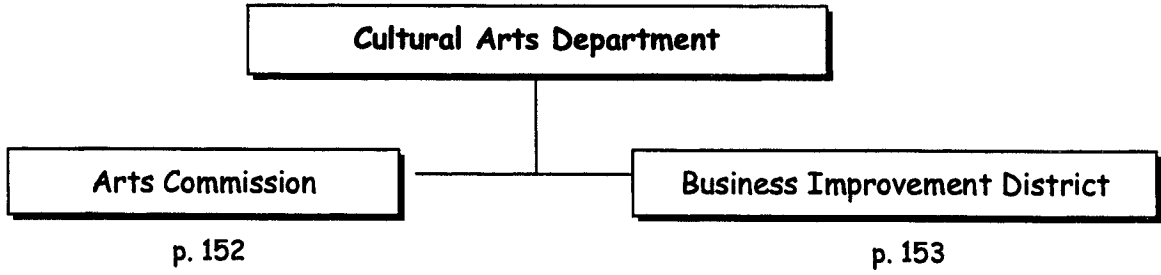 Cultural Arts Department
Arts Commission
Business Improvement District
p. 152
p. 153